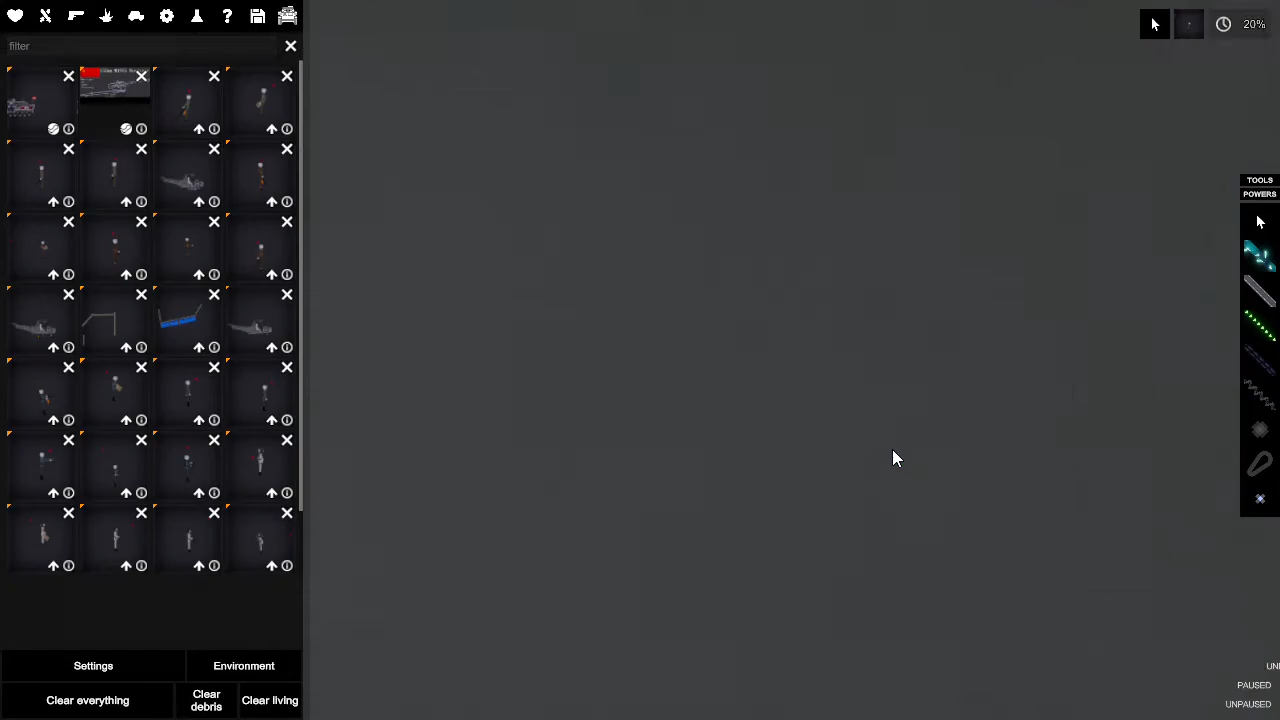 filter
20%
TOOLS
POWERS
Settings
Environment
Clear everything
Clear
debris
Clear living
PAUSED
UNPAUSED